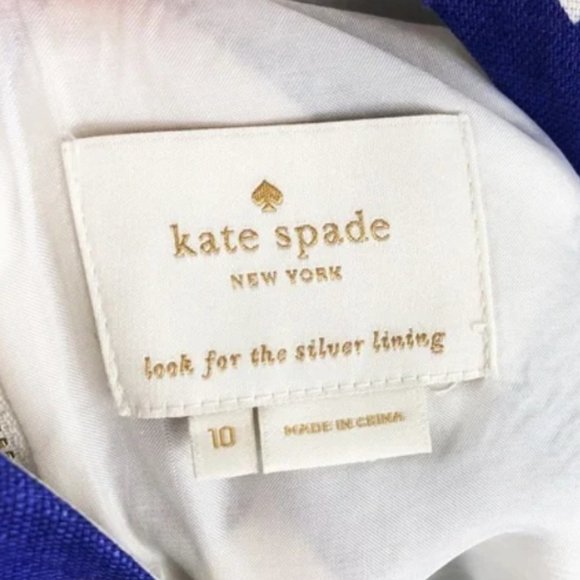 kate spade
NEW YORK
look for the silver lining
10
MADE IN CHINA